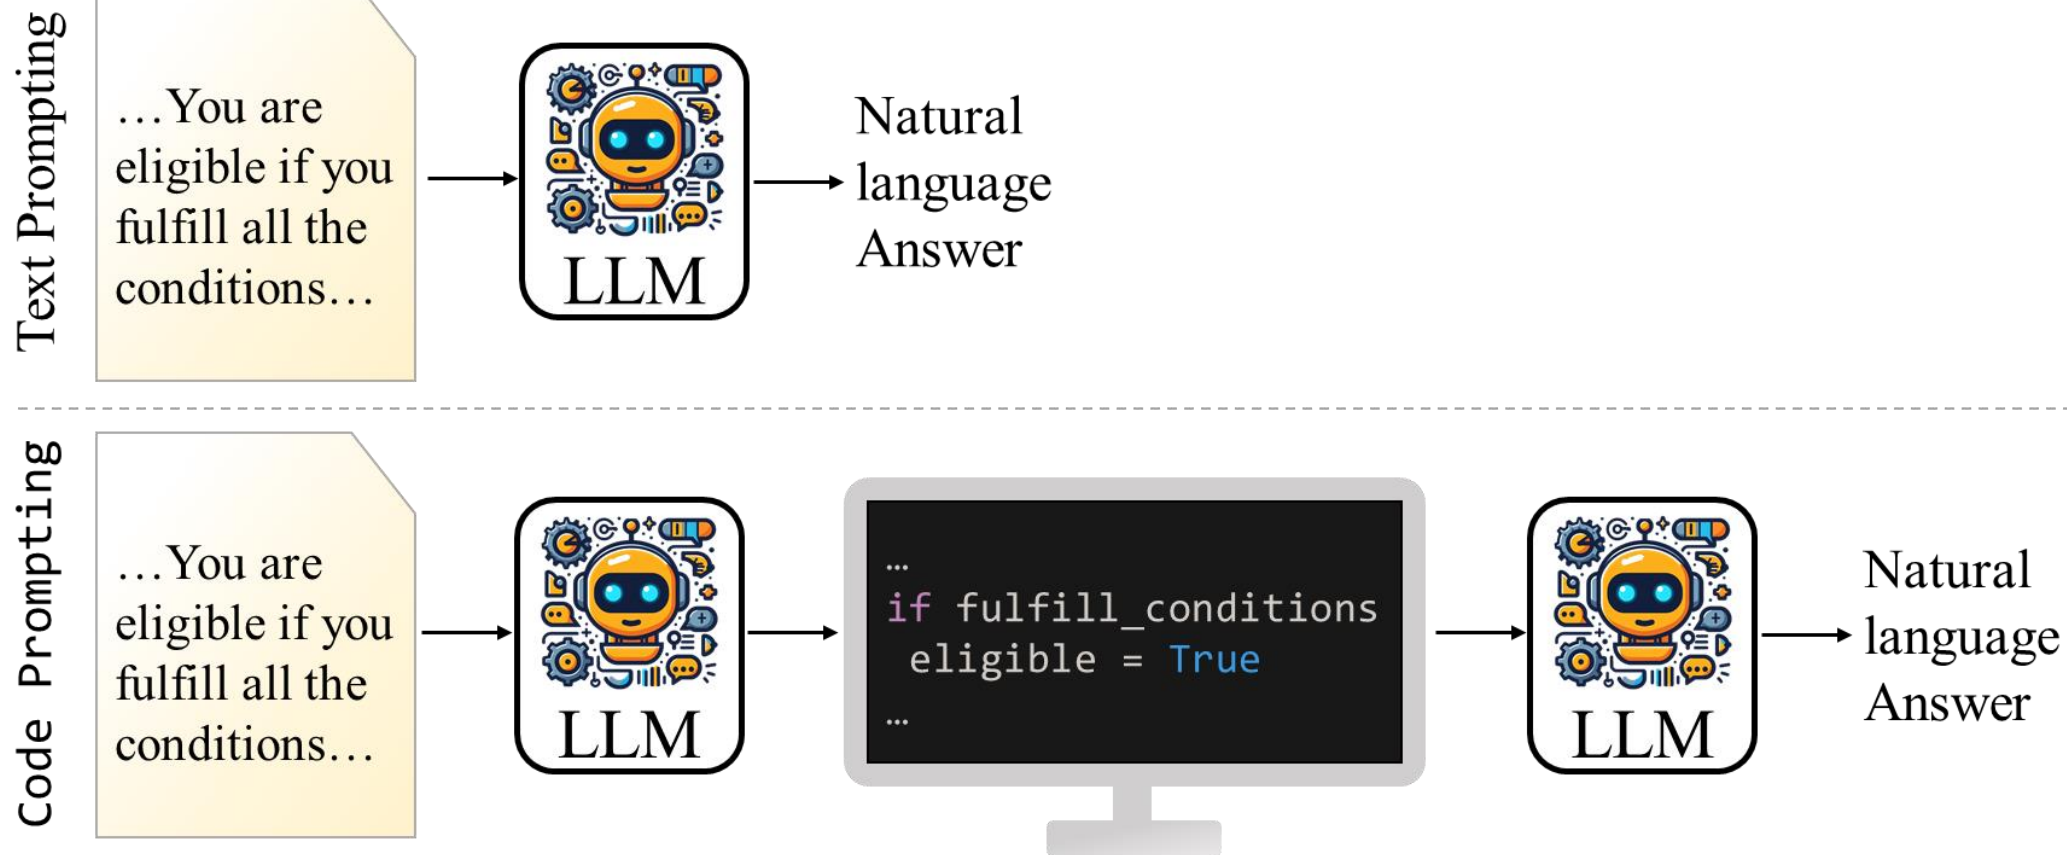 Text Prompting
…You are
eligible if you
fulfill all the
conditions…
LLM
Natural
language
Answer
Code Prompting
…You are
eligible if you
fulfill all the
conditions…
LLM
…
if fulfill_conditions
eligible = True
…
LLM
Natural
language
Answer